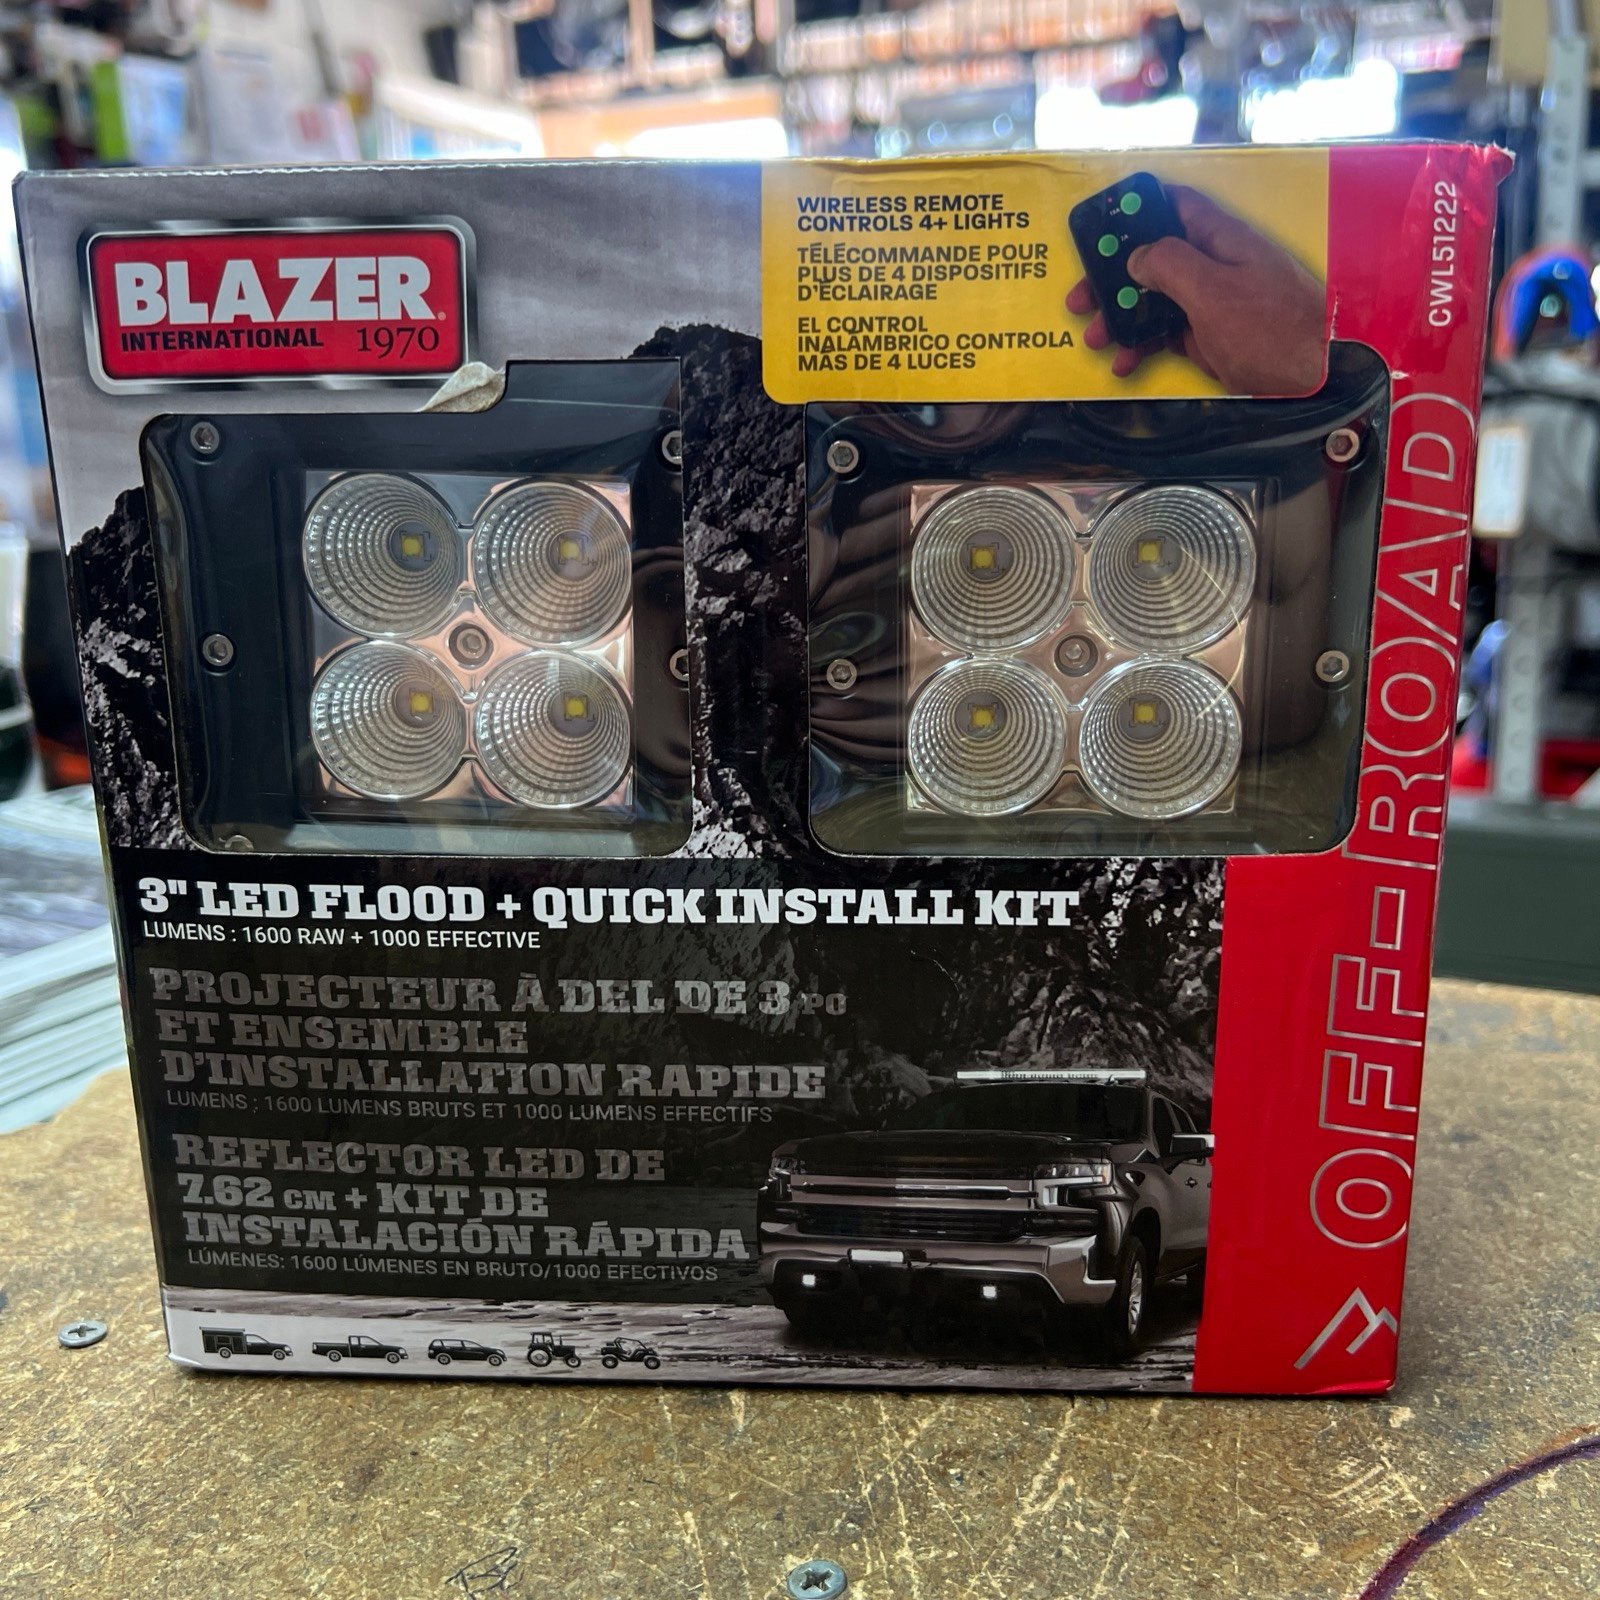 BLAZER
INTERNATIONAL 1970
WIRELESS REMOTE
CONTROLS 4+ LIGHTS
TÉLÉCOMMANDE POUR
PLUS DE 4 DISPOSITIFS
D'ÉCLAIRAGE
EL CONTROL
INALÁMBRICO CONTROLA
MÁS DE 4 LUCES
CWL51222
OFF-ROAD
3" LED FLOOD + QUICK INSTALL KIT
LUMENS : 1600 RAW + 1000 EFFECTIVE
PROJECTEUR À DEL DE 3 PO
ET ENSEMBLE
D'INSTALLATION RAPIDE
LUMENS : 1600 LUMENS BRUTS ET 1000 LUMENS EFFECTIFS
REFLECTOR LED DE
7.62 CM + KIT DE
INSTALACIÓN RÁPIDA
LÚMENES: 1600 LÚMENES EN BRUTO/1000 EFECTIVOS